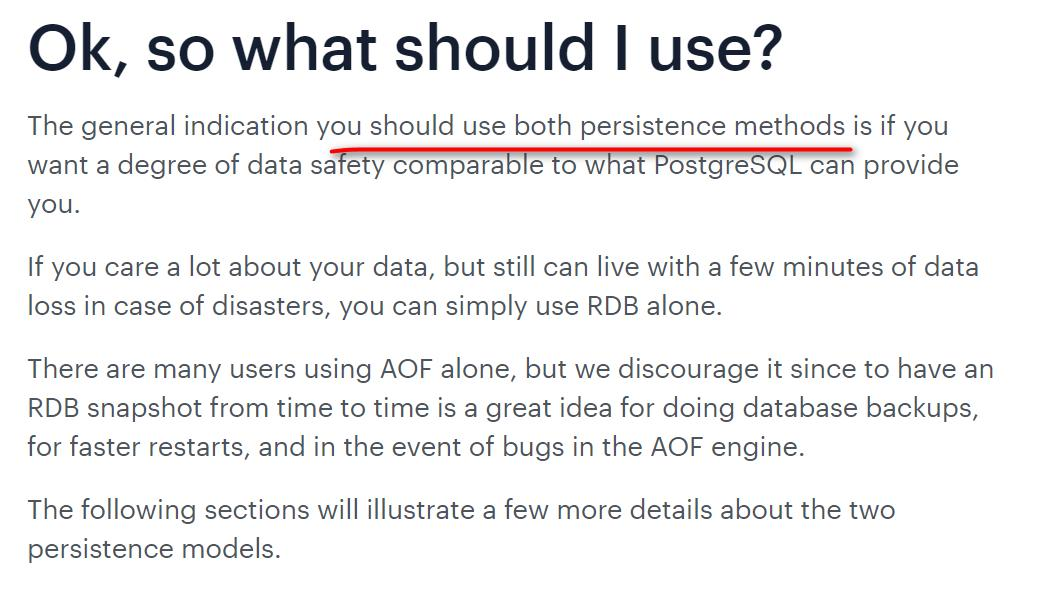 Ok, so what should I use?
The general indication you should use both persistence methods is if you
want a degree of data safety comparable to what PostgreSQL can provide
you.
If you care a lot about your data, but still can live with a few minutes of data
loss in case of disasters, you can simply use RDB alone.
There are many users using AOF alone, but we discourage it since to have an
RDB snapshot from time to time is a great idea for doing database backups,
for faster restarts, and in the event of bugs in the AOF engine.
The following sections will illustrate a few more details about the two
persistence models.